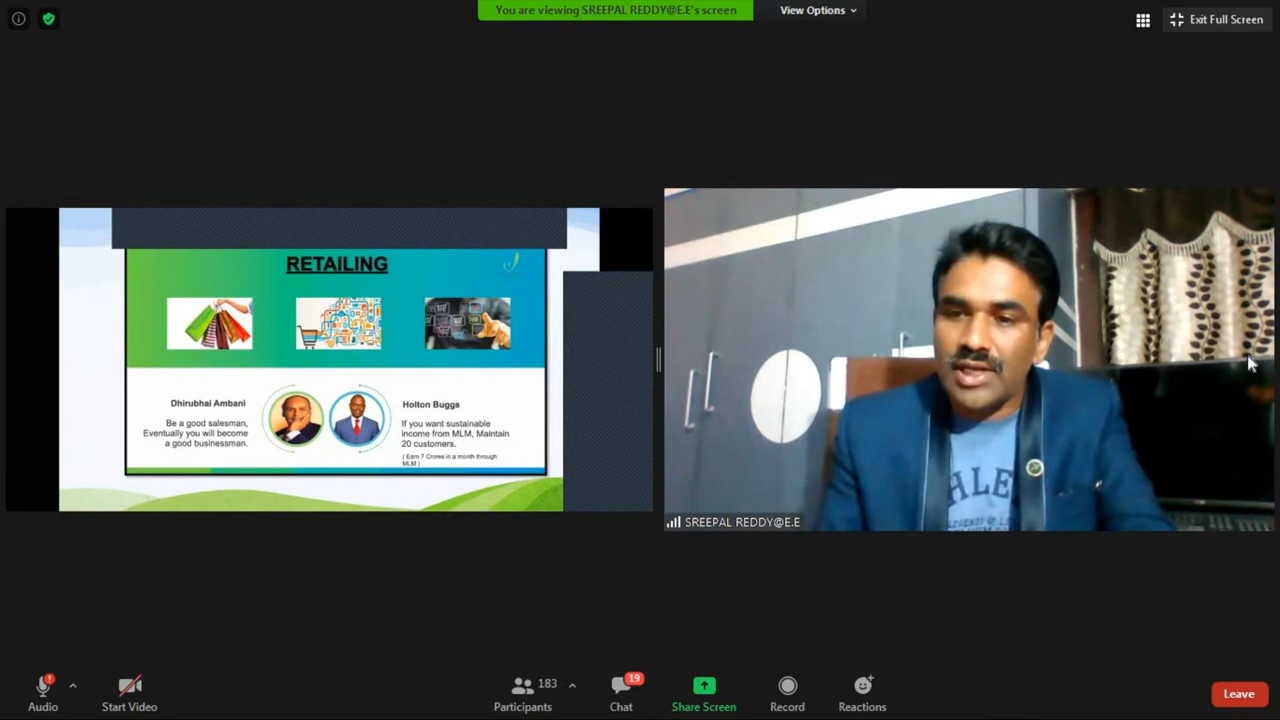 You are viewing SREEPAL REDDY@E.E's screen
View Options
Exit Full Screen
RETAILING
Dhirubhai Ambani
Be a good salesman,
Eventually you will become
a good businessman.
Holton Buggs
If you want sustainable
income from MLM, Maintain
20 customers.
( Earn 7 Crores in a month through
MLM )
SREEPAL REDDY@E.E
Audio
Start Video
183
Participants
19
Chat
Share Screen
Record
Reactions
Leave